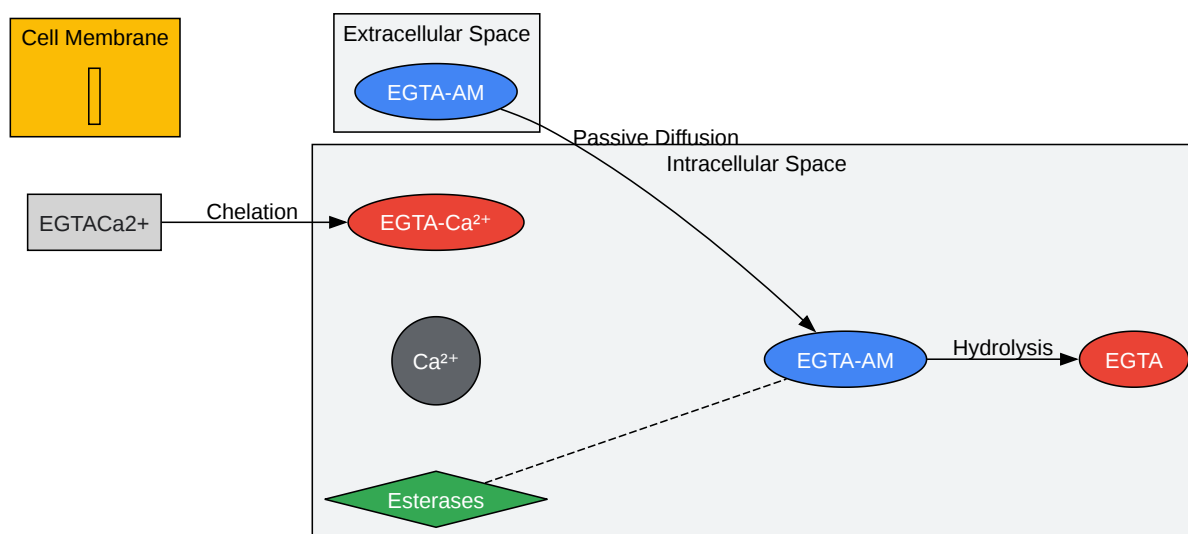 Cell Membrane
Extracellular Space
EGTA-AM
Passive Diffusion
Intracellular Space
EGTACa2+
Chelation
EGTA-Ca²⁺
Ca²⁺
EGTA-AM
Hydrolysis
EGTA
Esterases